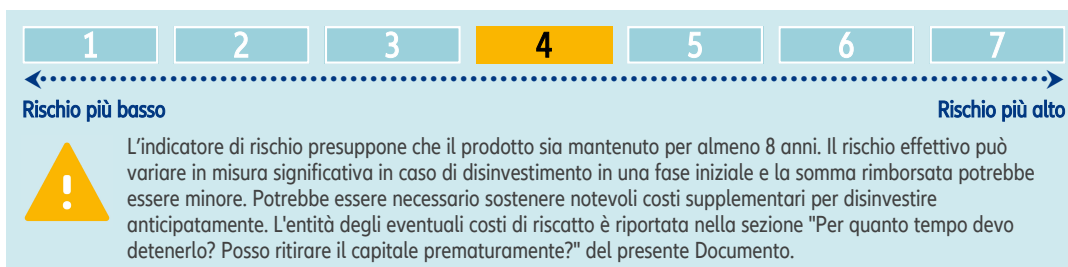 1 2 3 4 5 6 7
Rischio più basso Rischio più alto
L'indicatore di rischio presuppone che il prodotto sia mantenuto per almeno 8 anni. Il rischio effettivo può
variare in misura significativa in caso di disinvestimento in una fase iniziale e la somma rimborsata potrebbe
essere minore. Potrebbe essere necessario sostenere notevoli costi supplementari per disinvestire
anticipatamente. L'entità degli eventuali costi di riscatto è riportata nella sezione "Per quanto tempo devo
detenerlo? Posso ritirare il capitale prematuramente?" del presente Documento.